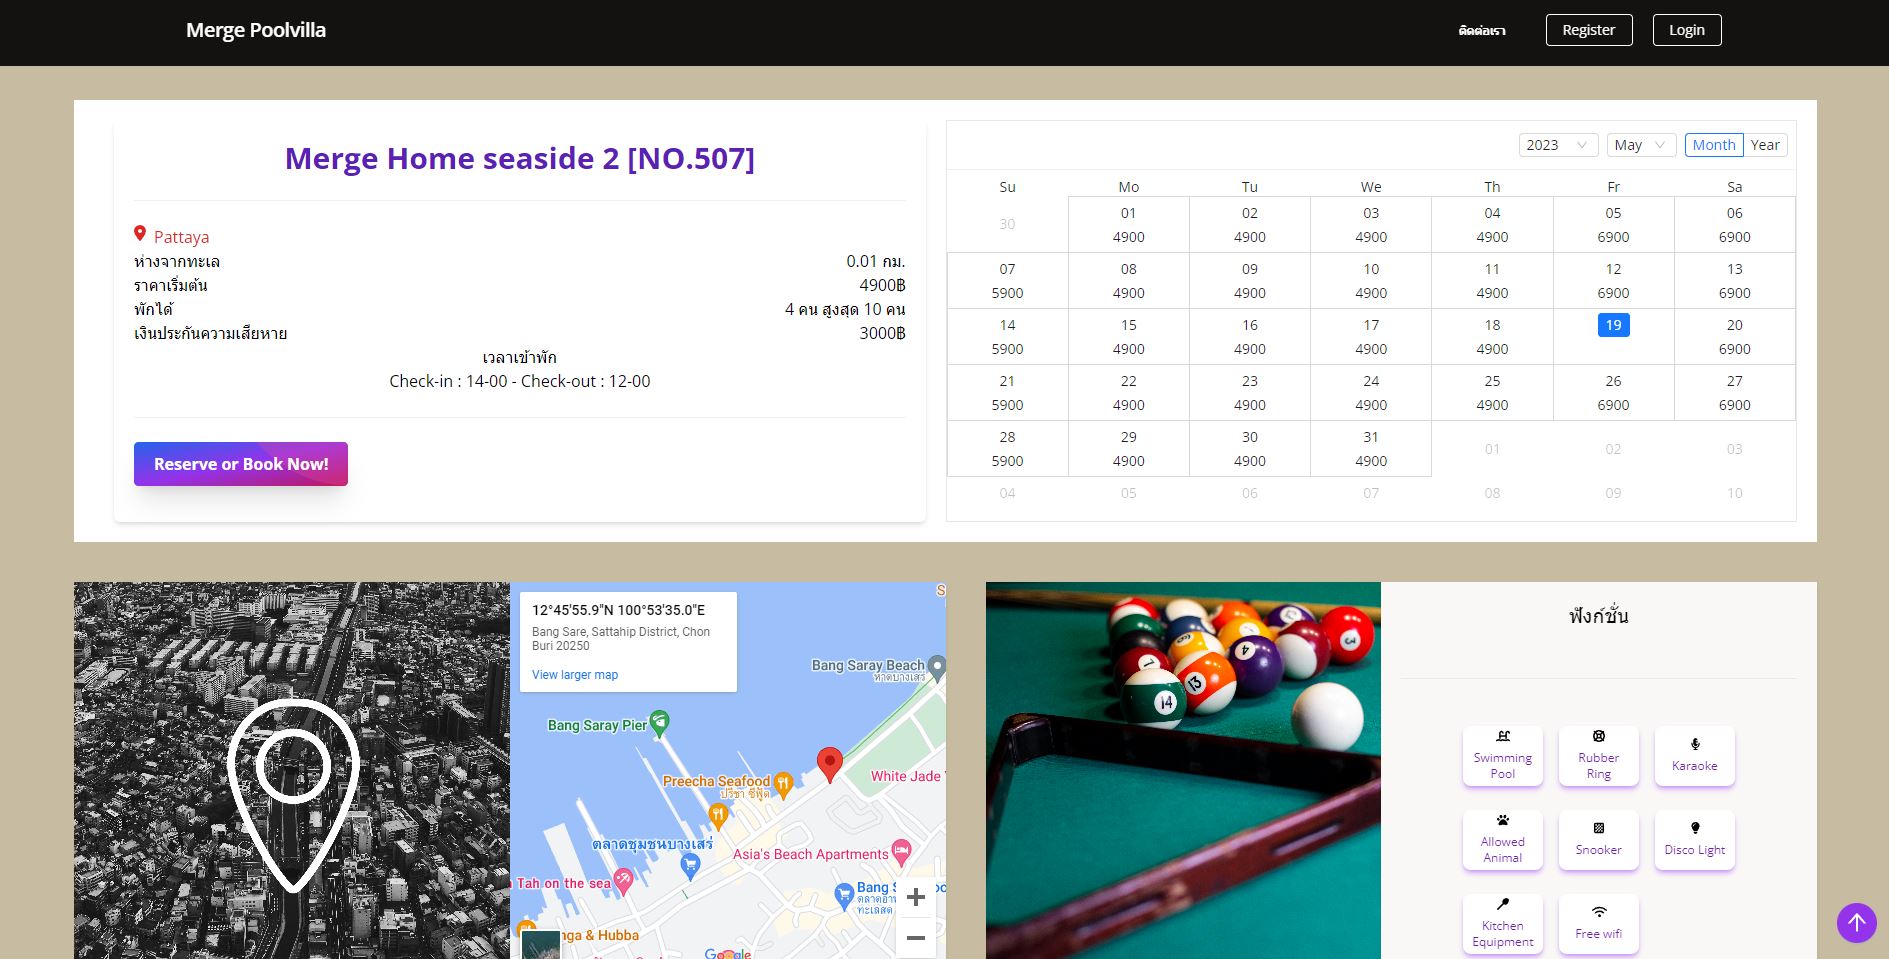 Merge Poolvilla
ติดต่อเรา
Register
Login
Merge Home seaside 2 [NO.507]
Pattaya
ห่างจากทะเล 0.01 กม.
ราคาเริ่มต้น 4900฿
พักได้ 4 คน สูงสุด 10 คน
เงินประกันความเสียหาย 3000฿
เวลาเข้าพัก
Check-in : 14-00 - Check-out : 12-00
Reserve or Book Now!
2023 May Month Year
Su Mo Tu We Th Fr Sa
30 01 02 03 04 05 06
4900 4900 4900 4900 6900 6900
07 08 09 10 11 12 13
5900 4900 4900 4900 4900 6900 6900
14 15 16 17 18 19 20
5900 4900 4900 4900 4900 6900
21 22 23 24 25 26 27
5900 4900 4900 4900 4900 6900 6900
28 29 30 31 01 02 03
5900 4900 4900 4900
04 05 06 07 08 09 10
12°45'55.9"N 100°53'35.0"E
Bang Sare, Sattahip District, Chon
Buri 20250
View larger map
Bang Saray Beach
หาดบางเสร่
Bang Saray Pier
Preecha Seafood
ปรีชา ซีฟู้ด
White Jade
ตลาดชุมชนบางเสร่
Asia's Beach Apartments
Tah on the sea
Bang
ทะเลสด
nga & Hubba
Google
1
4
13
14
3
ฟังก์ชั่น
Swimming
Pool
Rubber
Ring
Karaoke
Allowed
Animal
Snooker
Disco Light
Kitchen
Equipment
Free wifi